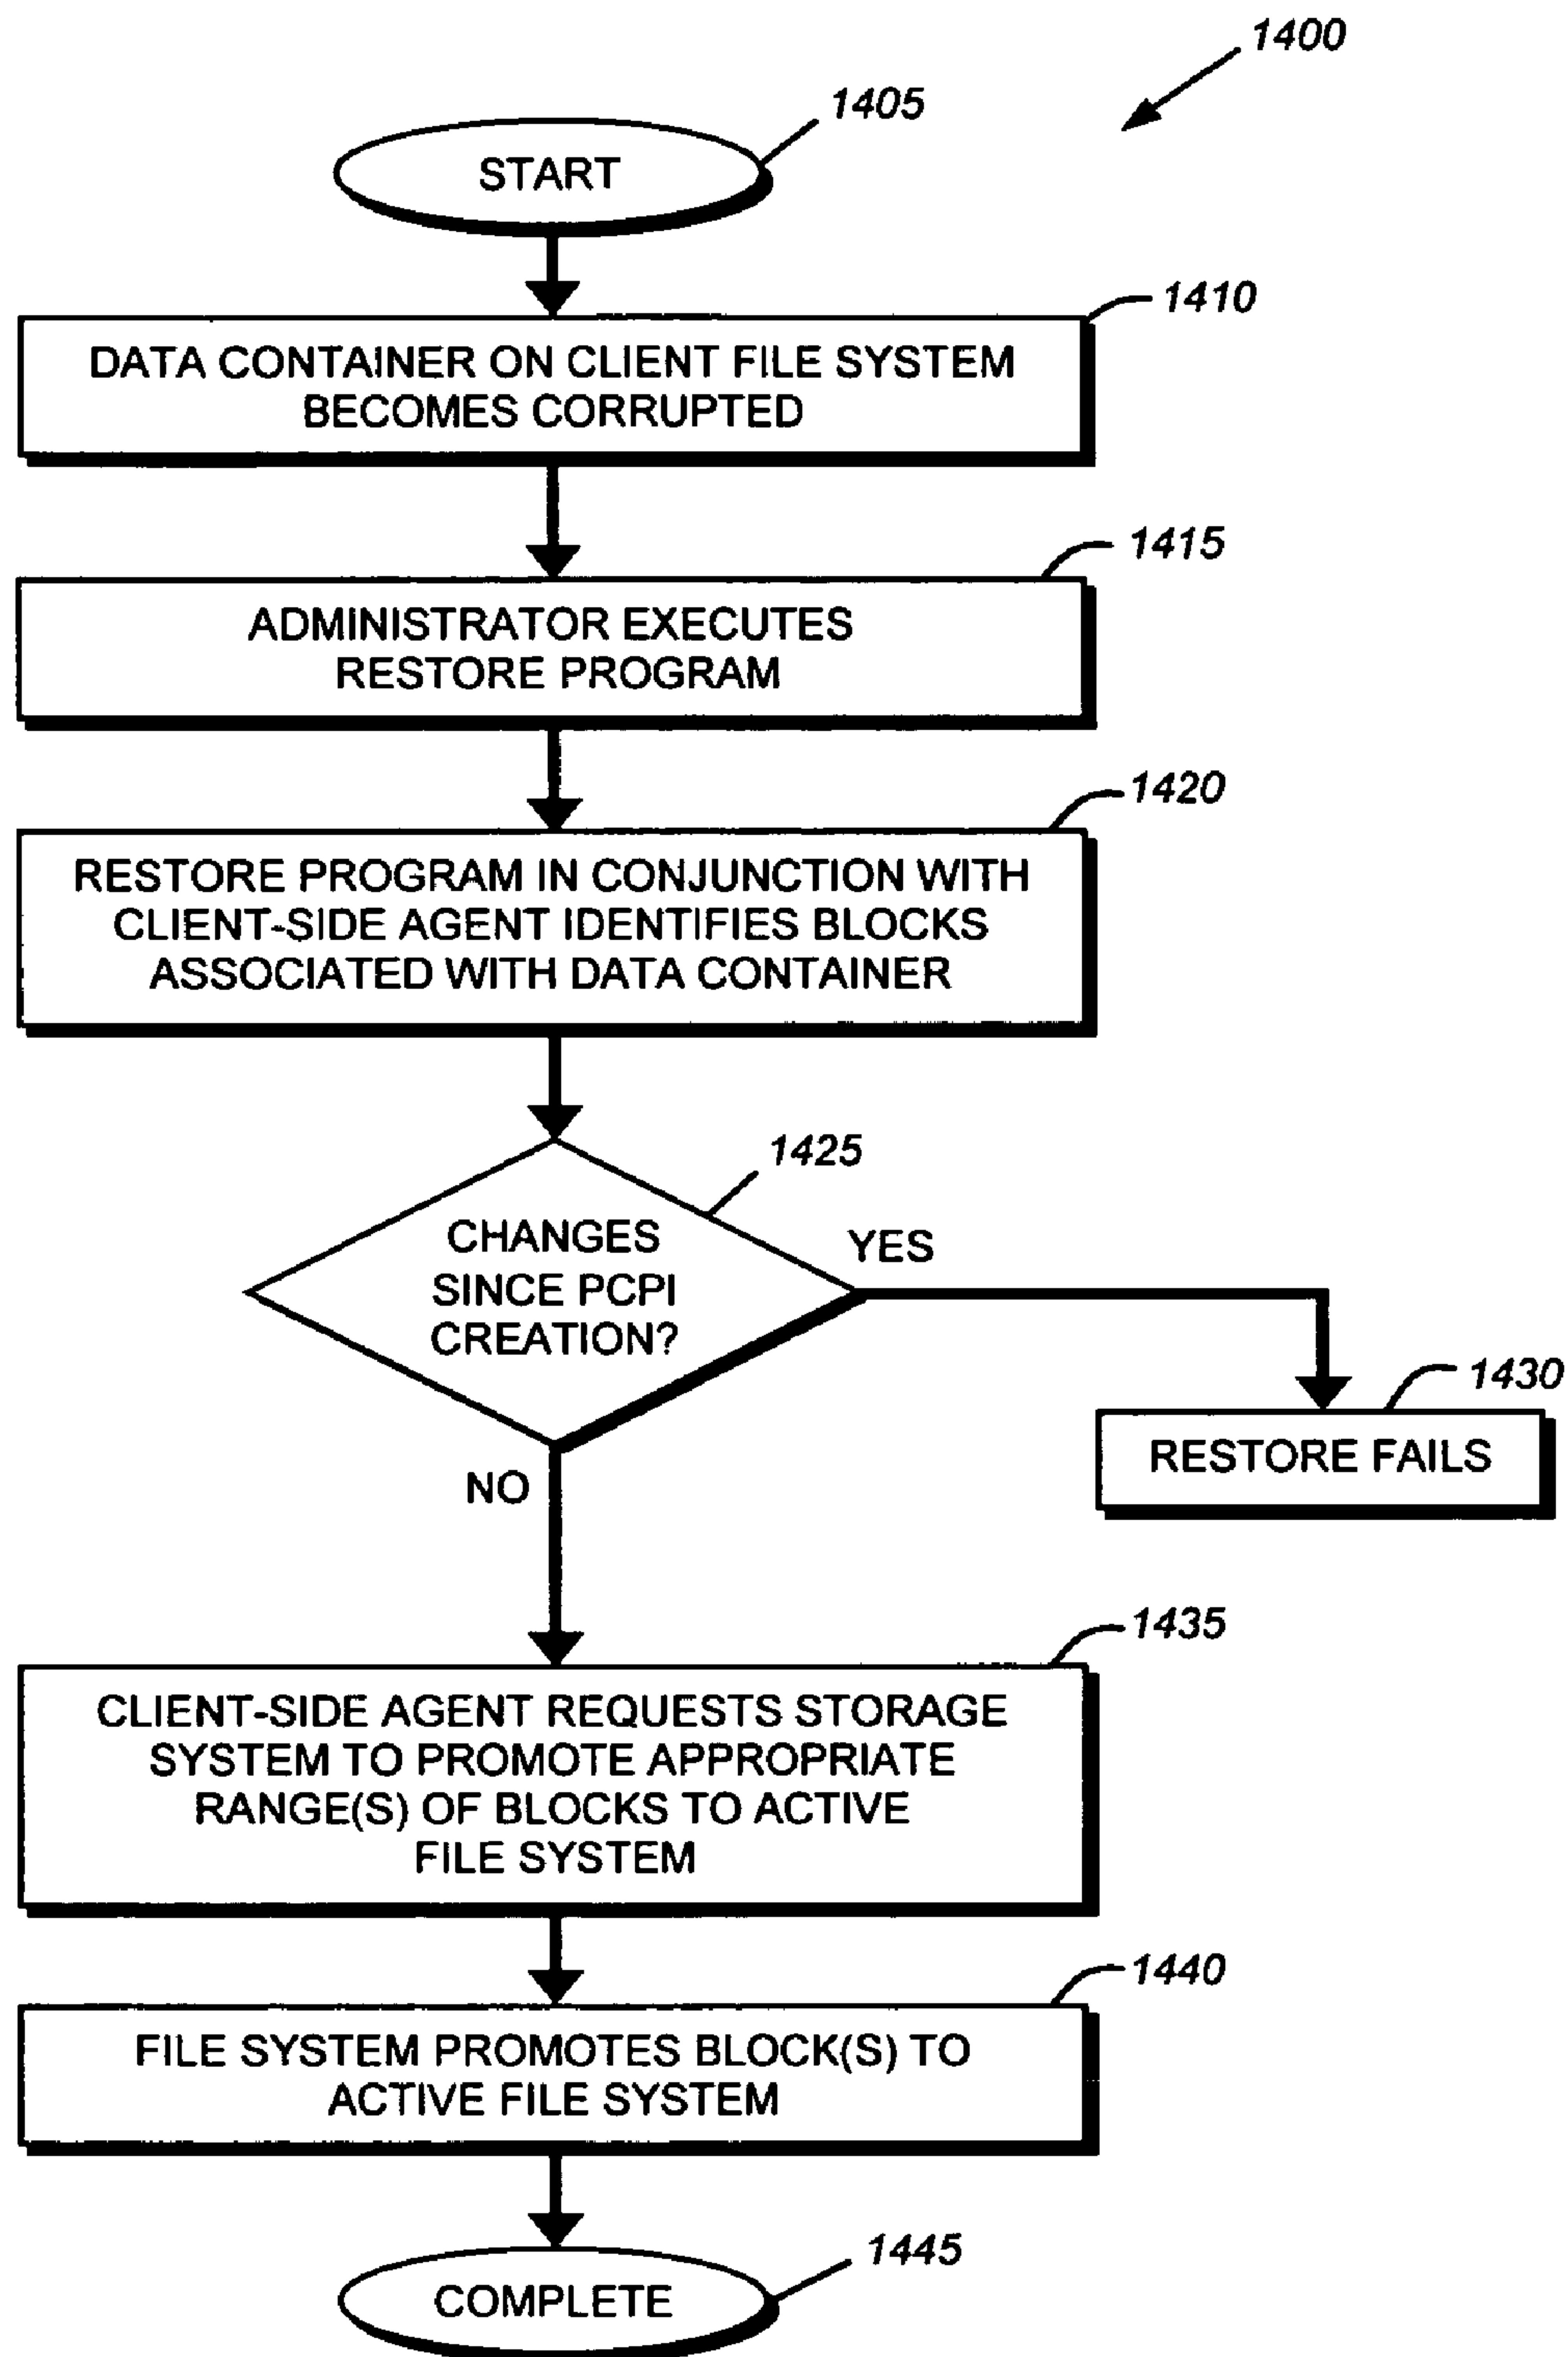 1400
1405
START
1410
DATA CONTAINER ON CLIENT FILE SYSTEM
BECOMES CORRUPTED
1415
ADMINISTRATOR EXECUTES
RESTORE PROGRAM
1420
RESTORE PROGRAM IN CONJUNCTION WITH
CLIENT-SIDE AGENT IDENTIFIES BLOCKS
ASSOCIATED WITH DATA CONTAINER
1425
CHANGES
SINCE PCPI
CREATION?
YES
1430
RESTORE FAILS
NO
1435
CLIENT-SIDE AGENT REQUESTS STORAGE
SYSTEM TO PROMOTE APPROPRIATE
RANGE(S) OF BLOCKS TO ACTIVE
FILE SYSTEM
1440
FILE SYSTEM PROMOTES BLOCK(S) TO
ACTIVE FILE SYSTEM
1445
COMPLETE